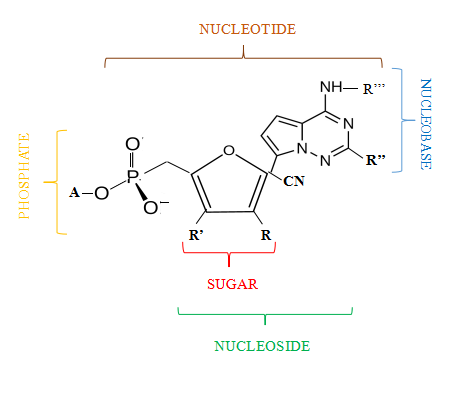 NUCLEOTIDE
NH
R’’’
N
N
N
N
R”
NUCLEOBASE
PHOSPHATE
O
P
A
O
O
O
CN
R’
R
SUGAR
NUCLEOSIDE